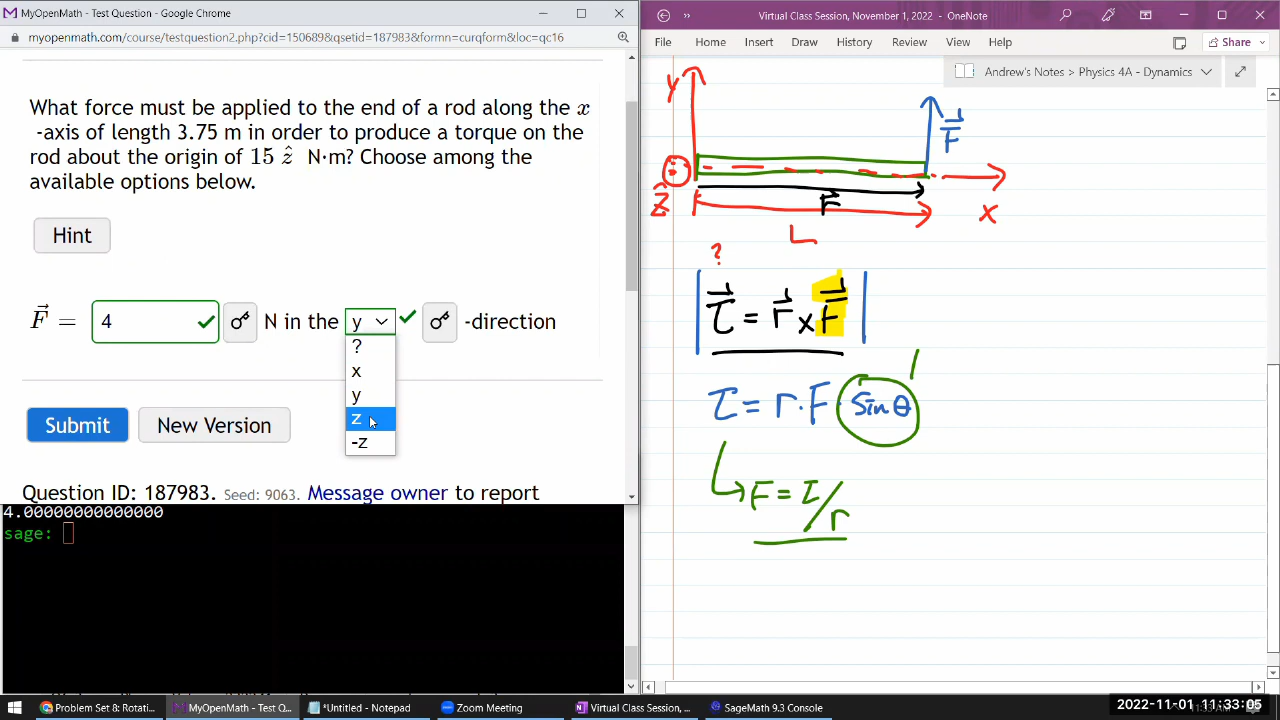 MyOpenMath - Test Question - Google Chrome
myopenmath.com/course/testquestion2.php?cid=150689&qsetid=187983&formn=curqform&loc=qc16
What force must be applied to the end of a rod along the x
-axis of length 3.75 m in order to produce a torque on the
rod about the origin of 15 ẑ N·m? Choose among the
available options below.
Hint
F⃗ = 4 N in the y -direction
?
x
y
z
-z
Submit New Version
Question ID: 187983. Seed: 9063. Message owner to report
4.00000000000000
sage:
Virtual Class Session, November 1, 2022 - OneNote
File Home Insert Draw History Review View Help Share
Andrew's Notes > Physics 4A - Dynamics
y
F⃗
ẑ
r⃗
x
L
?
τ⃗ = r⃗ x F⃗
τ = r · F · sin θ
F = τ/r
Problem Set 8: Rotati... MyOpenMath - Test Q... *Untitled - Notepad Zoom Meeting Virtual Class Session, ... SageMath 9.3 Console
2022-11-01 11:33:05